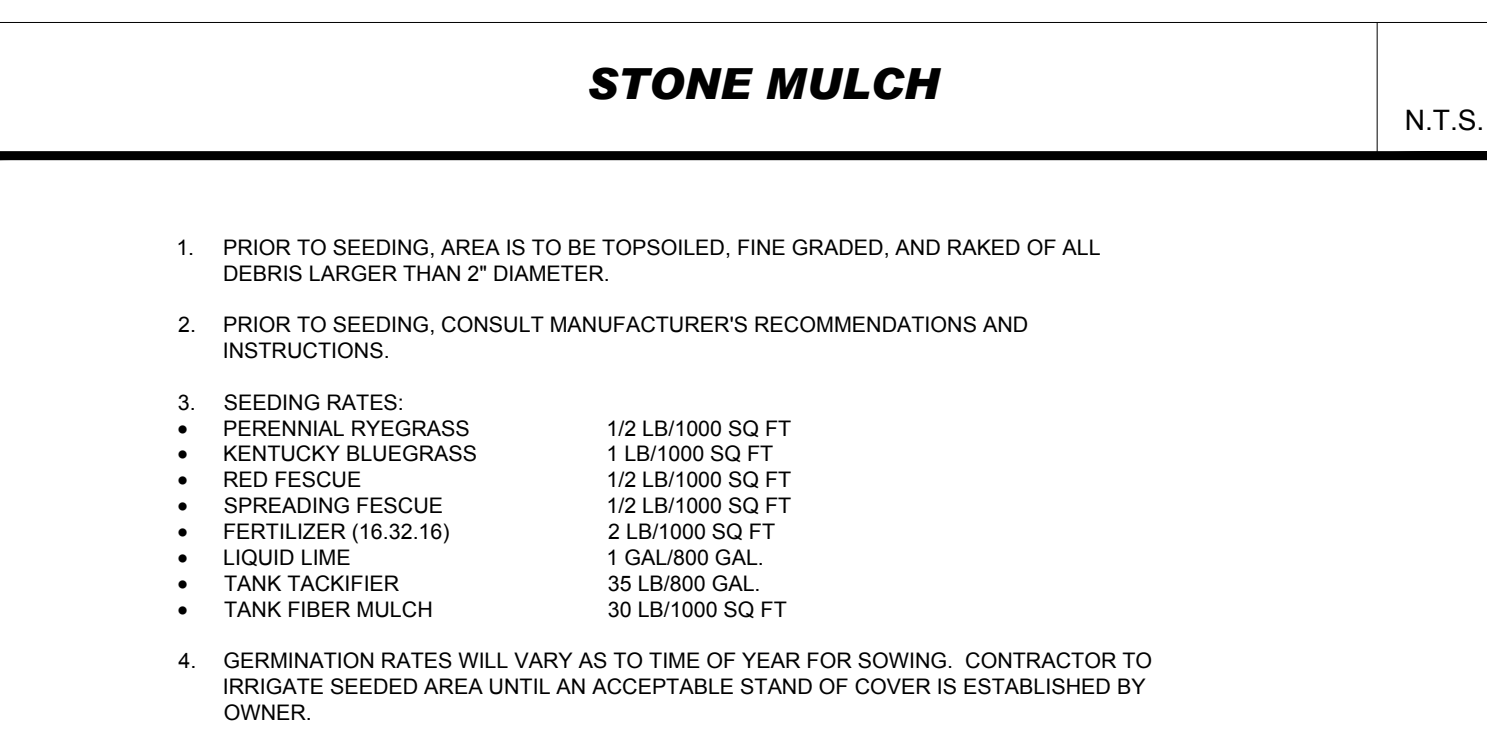 STONE MULCH
N.T.S.
1. PRIOR TO SEEDING, AREA IS TO BE TOPSOILED, FINE GRADED, AND RAKED OF ALL
DEBRIS LARGER THAN 2" DIAMETER.
2. PRIOR TO SEEDING, CONSULT MANUFACTURER'S RECOMMENDATIONS AND
INSTRUCTIONS.
3. SEEDING RATES:
• PERENNIAL RYEGRASS 1/2 LB/1000 SQ FT
• KENTUCKY BLUEGRASS 1 LB/1000 SQ FT
• RED FESCUE 1/2 LB/1000 SQ FT
• SPREADING FESCUE 1/2 LB/1000 SQ FT
• FERTILIZER (16.32.16) 2 LB/1000 SQ FT
• LIQUID LIME 1 GAL/800 GAL.
• TANK TACKIFIER 35 LB/800 GAL.
• TANK FIBER MULCH 30 LB/1000 SQ FT
4. GERMINATION RATES WILL VARY AS TO TIME OF YEAR FOR SOWING. CONTRACTOR TO
IRRIGATE SEEDED AREA UNTIL AN ACCEPTABLE STAND OF COVER IS ESTABLISHED BY
OWNER.